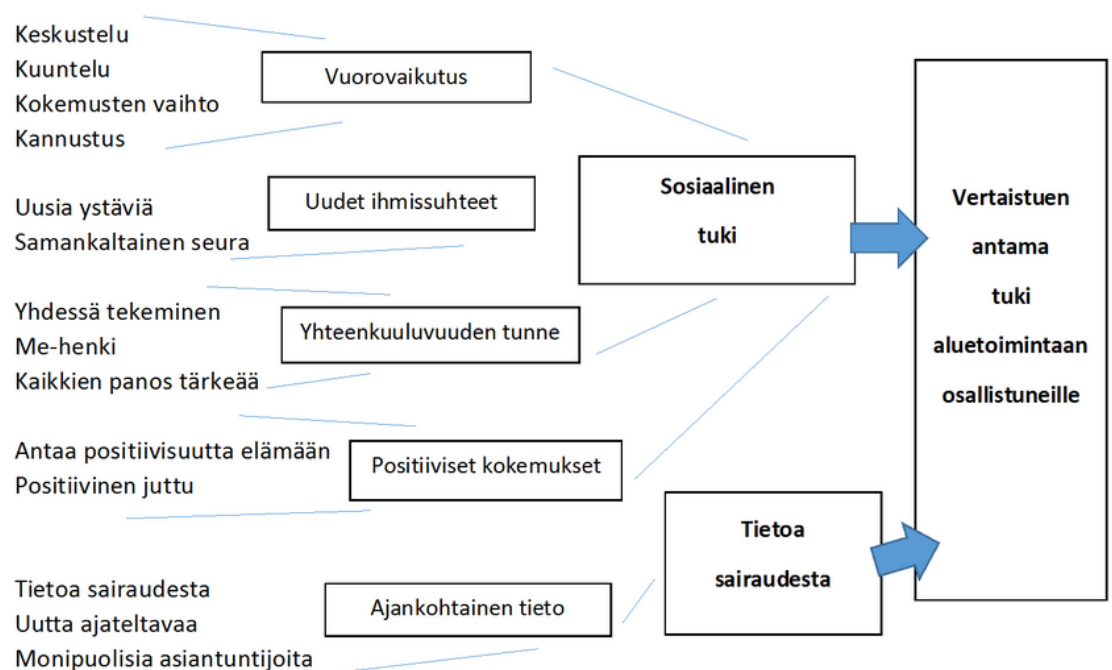 Keskustelu
Kuuntelu
Kokemusten vaihto
Kannustus
Vuorovaikutus
Uusia ystäviä
Samankaltainen seura
Uudet ihmissuhteet
Yhdessä tekeminen
Me-henki
Kaikkien panos tärkeää
Yhteenkuuluvuuden tunne
Antaa positiivisuutta elämään
Positiivinen juttu
Positiiviset kokemukset
Tietoa sairaudesta
Uutta ajateltavaa
Monipuolisia asiantuntijoita
Ajankohtainen tieto
Sosiaalinen
tuki
Tietoa
sairaudesta
Vertaistuen
antama
tuki
aluetoimintaan
osallistuneille